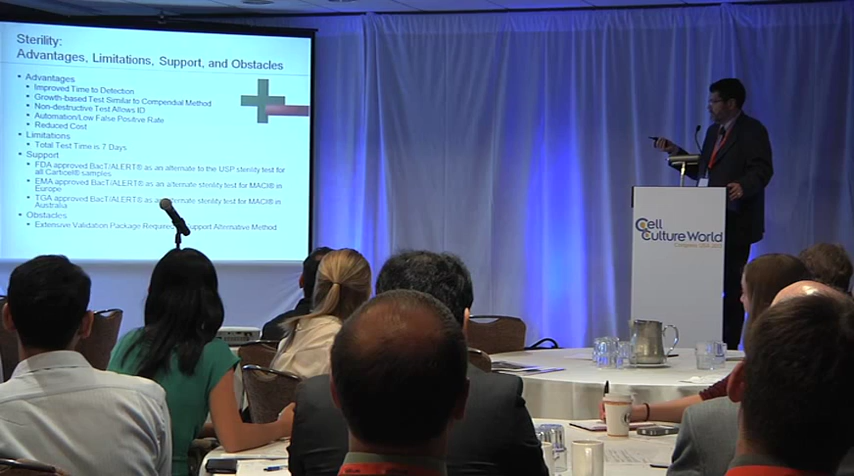 Sterility:
Advantages, Limitations, Support, and Obstacles
• Advantages
• Improved Time to Detection
• Growth-based Test Similar to Compendial Method
• Non-destructive Test Allows ID
• Automation/Low False Positive Rate
• Reduced Cost
• Limitations
• Total Test Time is 7 Days
• Support
• FDA approved BacT/ALERT® as an alternate to the USP sterility test for
all Carticel® samples
• EMA approved BacT/ALERT® as an alternate sterility test for MACI® in
Europe
• TGA approved BacT/ALERT® as an alternate sterility test for MACI® in
Australia
• Obstacles
• Extensive Validation Package Required Support Alternative Method
Cell
Culture World
Congress USA